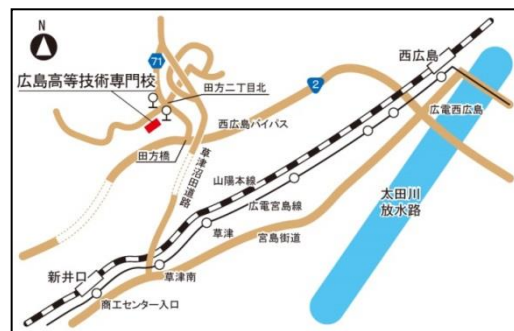 N
71
西広島
広島高等技術専門校
田方二丁目北
2
広電西広島
西広島バイパス
田方橋
草津沼田道路
山陽本線
太田川
放水路
広電宮島線
草津
宮島街道
新井口
草津南
商工センター入口